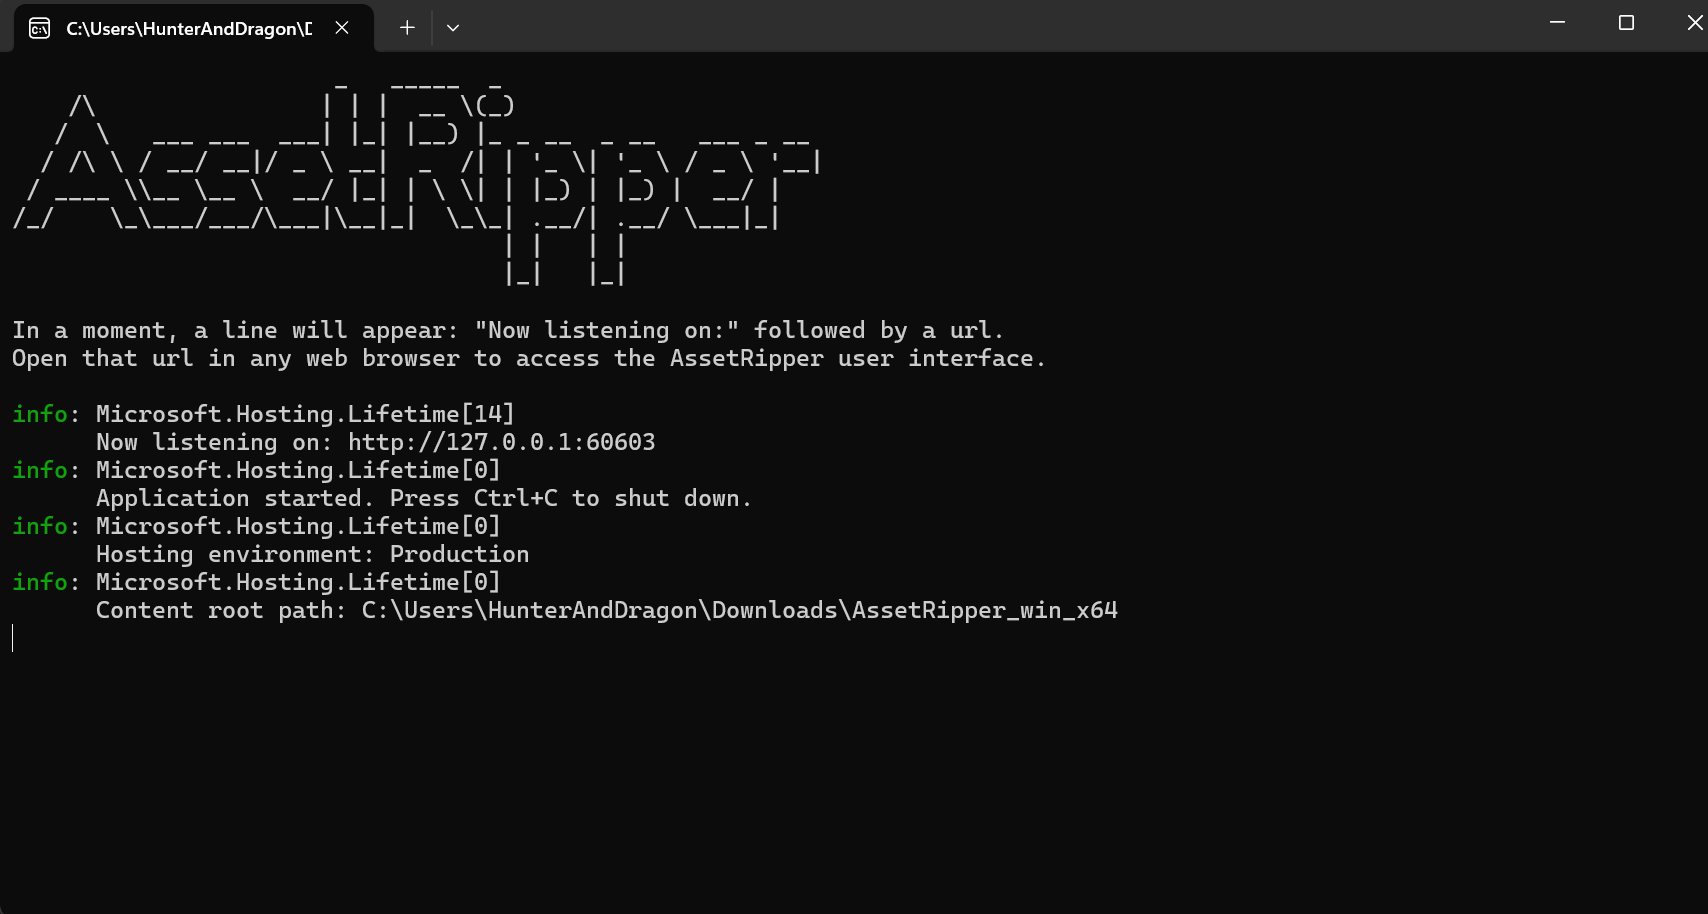 C:\Users\HunterAndDragon\D
AssetRipper
In a moment, a line will appear: "Now listening on:" followed by a url.
Open that url in any web browser to access the AssetRipper user interface.
info: Microsoft.Hosting.Lifetime[14]
Now listening on: http://127.0.0.1:60603
info: Microsoft.Hosting.Lifetime[0]
Application started. Press Ctrl+C to shut down.
info: Microsoft.Hosting.Lifetime[0]
Hosting environment: Production
info: Microsoft.Hosting.Lifetime[0]
Content root path: C:\Users\HunterAndDragon\Downloads\AssetRipper_win_x64